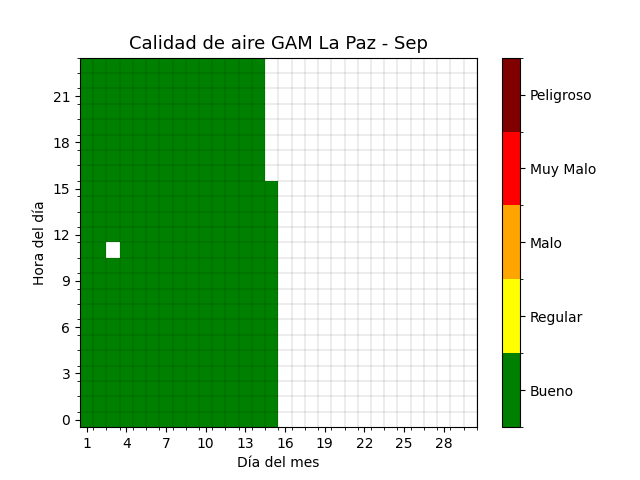 Calidad de aire GAM La Paz - Sep
Hora del día
21
18
15
12
9
6
3
0
1 4 7 10 13 16 19 22 25 28
Día del mes
Peligroso
Muy Malo
Malo
Regular
Bueno